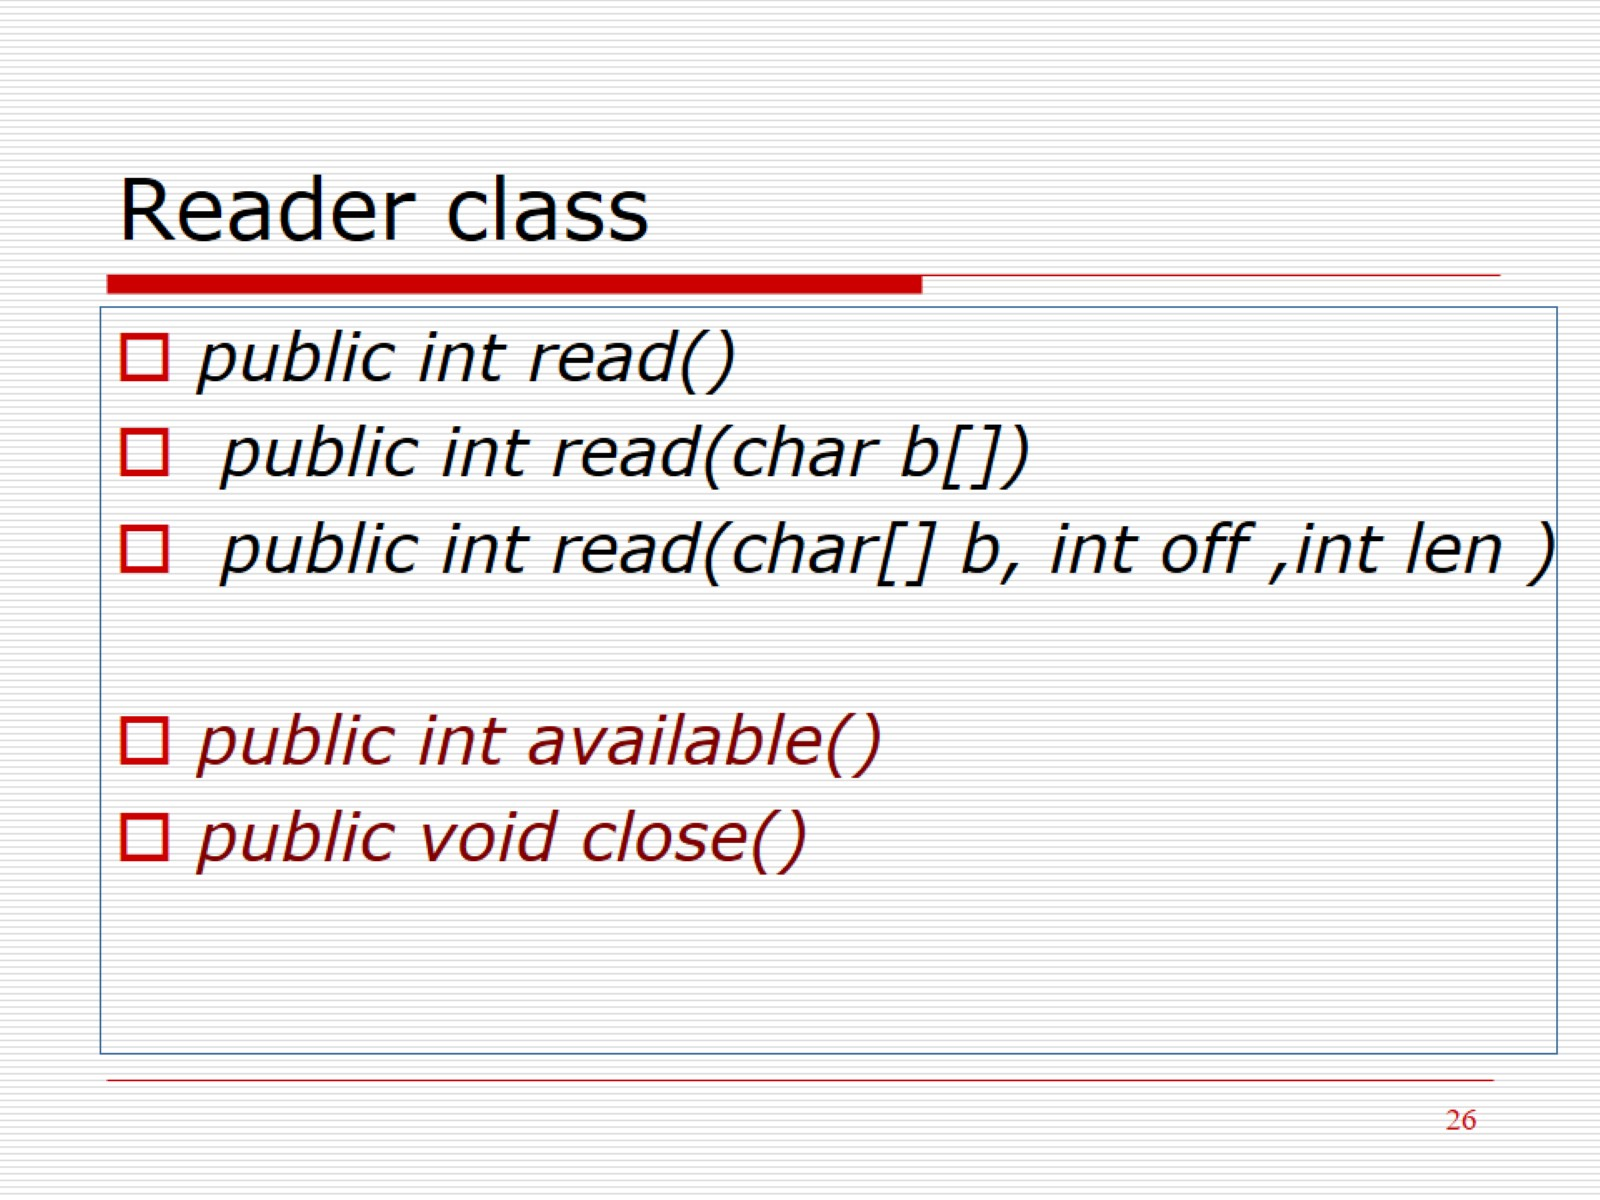 Reader class
public int read()
public int read(char b[])
public int read(char[] b, int off ,int len )
public int available()
public void close()
26